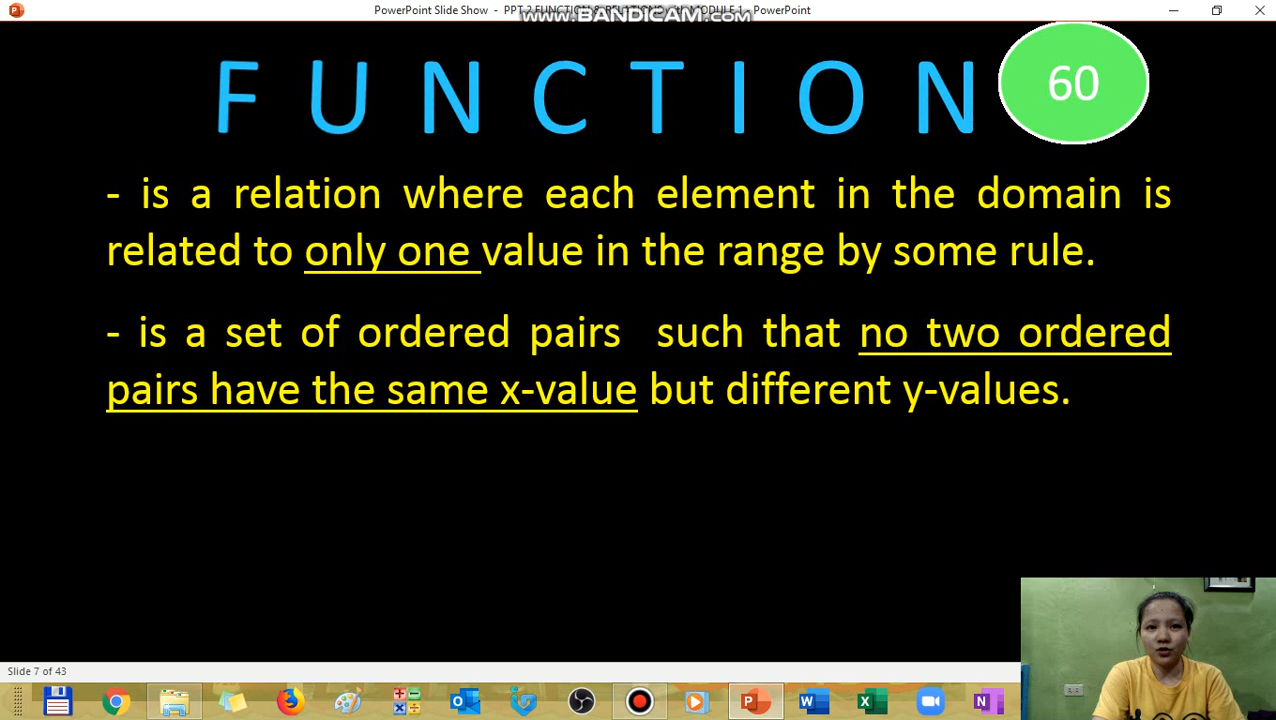 PowerPoint Slide Show - PPT 2 FUNCTION & RELATION MODULE 1 - PowerPoint
www.BANDICAM.com
F U N C T I O N
60
- is a relation where each element in the domain is
related to only one value in the range by some rule.
- is a set of ordered pairs such that no two ordered
pairs have the same x-value but different y-values.
Slide 7 of 43